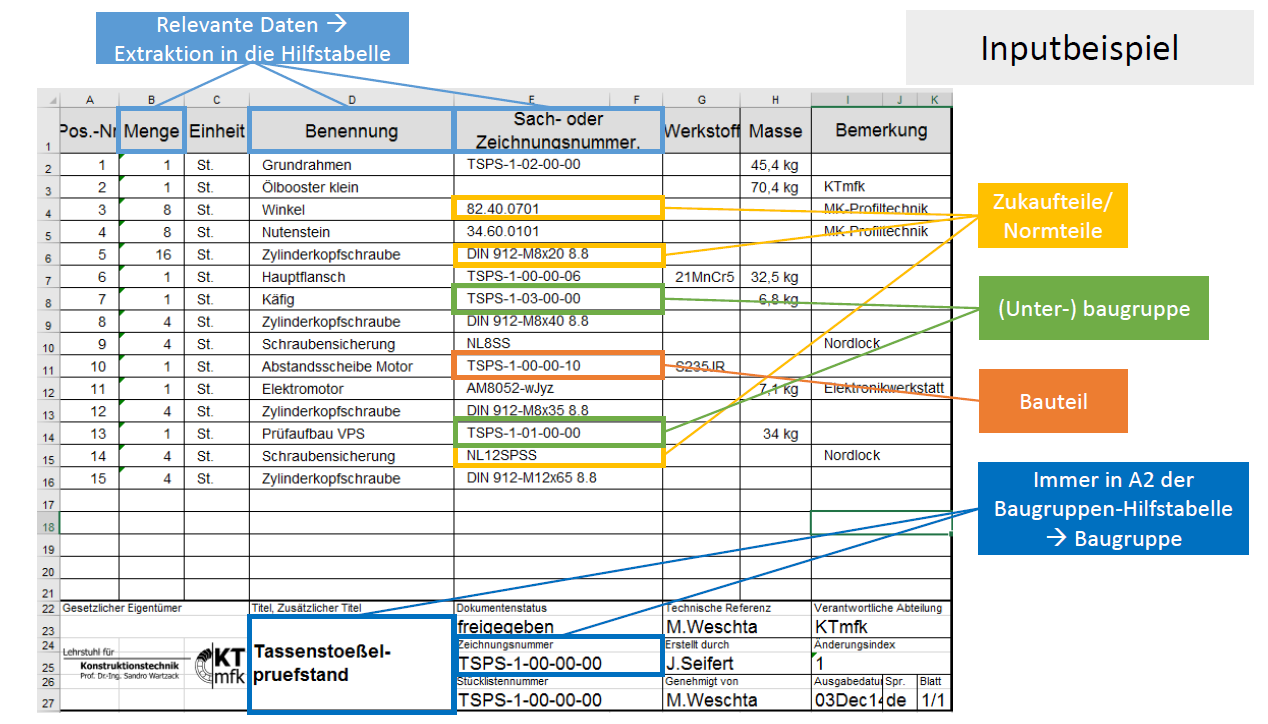 Relevante Daten →
Extraktion in die Hilfstabelle
Inputbeispiel
A B C D E F G H I J K
1 Pos.-Nr Menge Einheit Benennung Sach- oder Zeichnungsnummer. Werkstoff Masse Bemerkung
2 1 1 St. Grundrahmen TSPS-1-02-00-00 45,4 kg
3 2 1 St. Ölbooster klein 70,4 kg KTmfk
4 3 8 St. Winkel 82.40.0701 MK-Profiltechnik
5 4 8 St. Nutenstein 34.60.0101 MK-Profiltechnik
6 5 16 St. Zylinderkopfschraube DIN 912-M8x20 8.8
7 6 1 St. Hauptflansch TSPS-1-00-00-06 21MnCr5 32,5 kg
8 7 1 St. Käfig TSPS-1-03-00-00 6,8 kg
9 8 4 St. Zylinderkopfschraube DIN 912-M8x40 8.8
10 9 4 St. Schraubensicherung NL8SS Nordlock
11 10 1 St. Abstandsscheibe Motor TSPS-1-00-00-10 S235JR
12 11 1 St. Elektromotor AM8052-wJyz 7,1 kg Elektronikwerkstatt
13 12 4 St. Zylinderkopfschraube DIN 912-M8x35 8.8
14 13 1 St. Prüfaufbau VPS TSPS-1-01-00-00 34 kg
15 14 4 St. Schraubensicherung NL12SPSS Nordlock
16 15 4 St. Zylinderkopfschraube DIN 912-M12x65 8.8
17
18
19
20
21
22 Gesetzlicher Eigentümer Titel, Zusätzlicher Titel Dokumentenstatus Technische Referenz Verantwortliche Abteilung
23 freigegeben M.Weschta KTmfk
24 Zeichnungsnummer Erstellt durch Änderungsindex
25 TSPS-1-00-00-00 J.Seifert 1
26 Stücklistennummer Genehmigt von Ausgabedatu Spr. Blatt
27 TSPS-1-00-00-00 M.Weschta 03Dec14 de 1/1
Lehrstuhl für
Konstruktionstechnik
Prof. Dr.-Ing. Sandro Wartzack
KT
mfk
Tassenstoeßel-
pruefstand
Zukaufteile/
Normteile
(Unter-) baugruppe
Bauteil
Immer in A2 der
Baugruppen-Hilfstabelle
→ Baugruppe